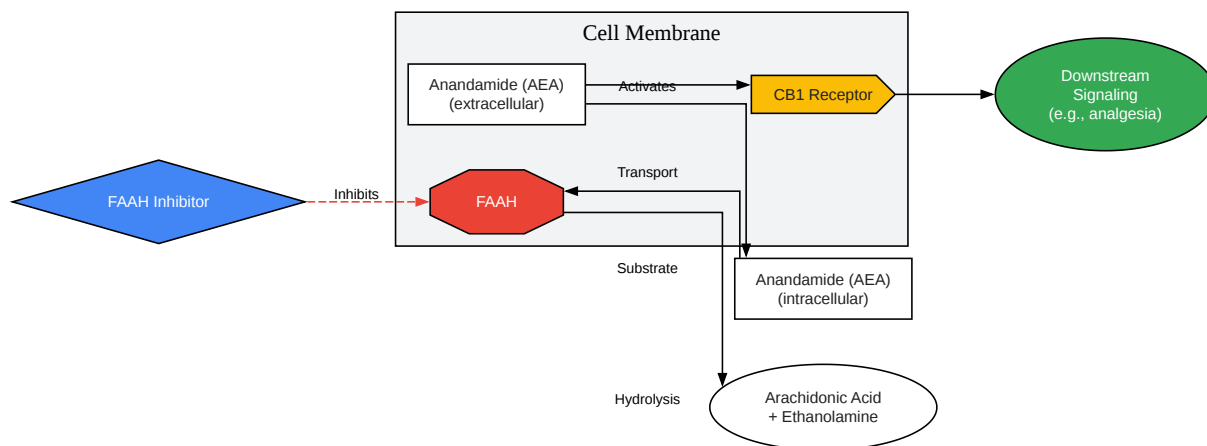 Cell Membrane
Anandamide (AEA)
(extracellular)
Activates
CB1 Receptor
Downstream
Signaling
(e.g., analgesia)
FAAH Inhibitor
Inhibits
FAAH
Transport
Substrate
Anandamide (AEA)
(intracellular)
Hydrolysis
Arachidonic Acid
+ Ethanolamine